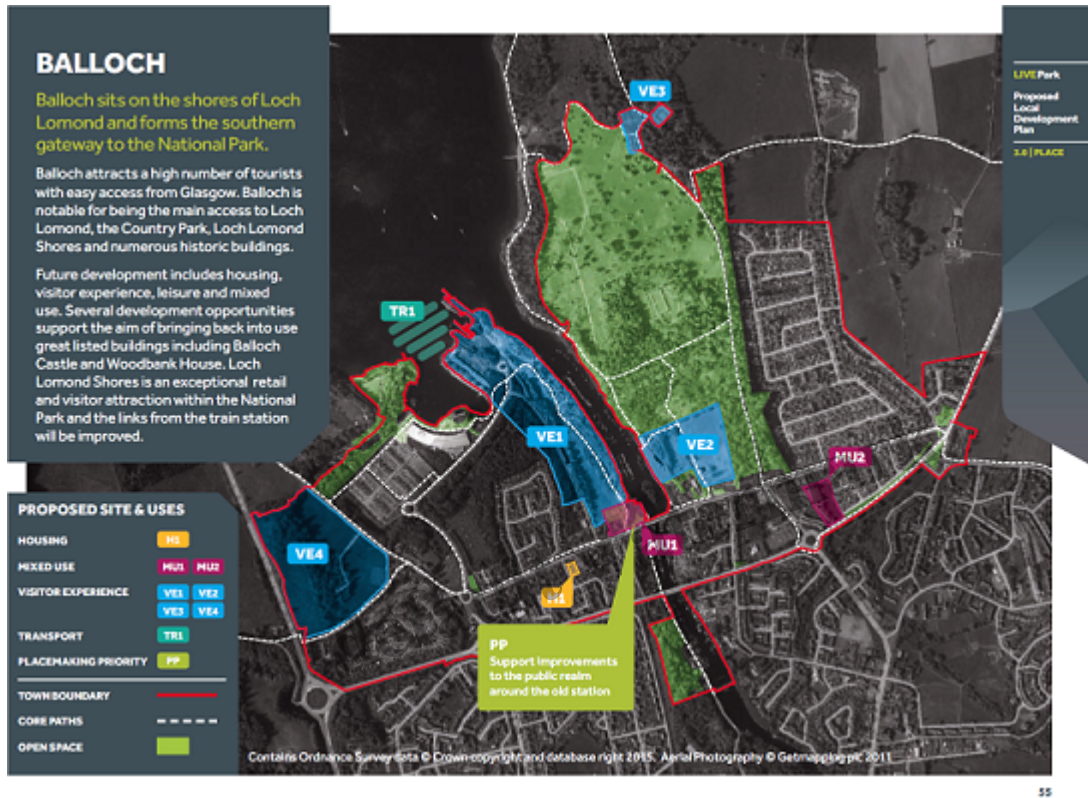 BALLOCH
Balloch sits on the shores of Loch
Lomond and forms the southern
gateway to the National Park.
Balloch attracts a high number of tourists
with easy access from Glasgow. Balloch is
notable for being the main access to Loch
Lomond, the Country Park, Loch Lomond
Shores and numerous historic buildings.
Future development includes housing,
visitor experience, leisure and mixed
use. Several development opportunities
support the aim of bringing back into use
great listed buildings including Balloch
Castle and Woodbank House. Loch
Lomond Shores is an exceptional retail
and visitor attraction within the National
Park and the links from the train station
will be improved.
LIVE Park
Proposed
Local
Development
Plan
3.0 | PLACE
VE3
TR1
VE1
VE2
MU2
VE4
MU1
H1
PP
Support improvements
to the public realm
around the old station
PROPOSED SITE & USES
HOUSING H1
MIXED USE MU1 MU2
VISITOR EXPERIENCE VE1 VE2
VE3 VE4
TRANSPORT TR1
PLACEMAKING PRIORITY PP
TOWN BOUNDARY
CORE PATHS
OPEN SPACE
Contains Ordnance Survey data © Crown copyright and database right 2015. Aerial Photography © Getmapping plc 2011
55